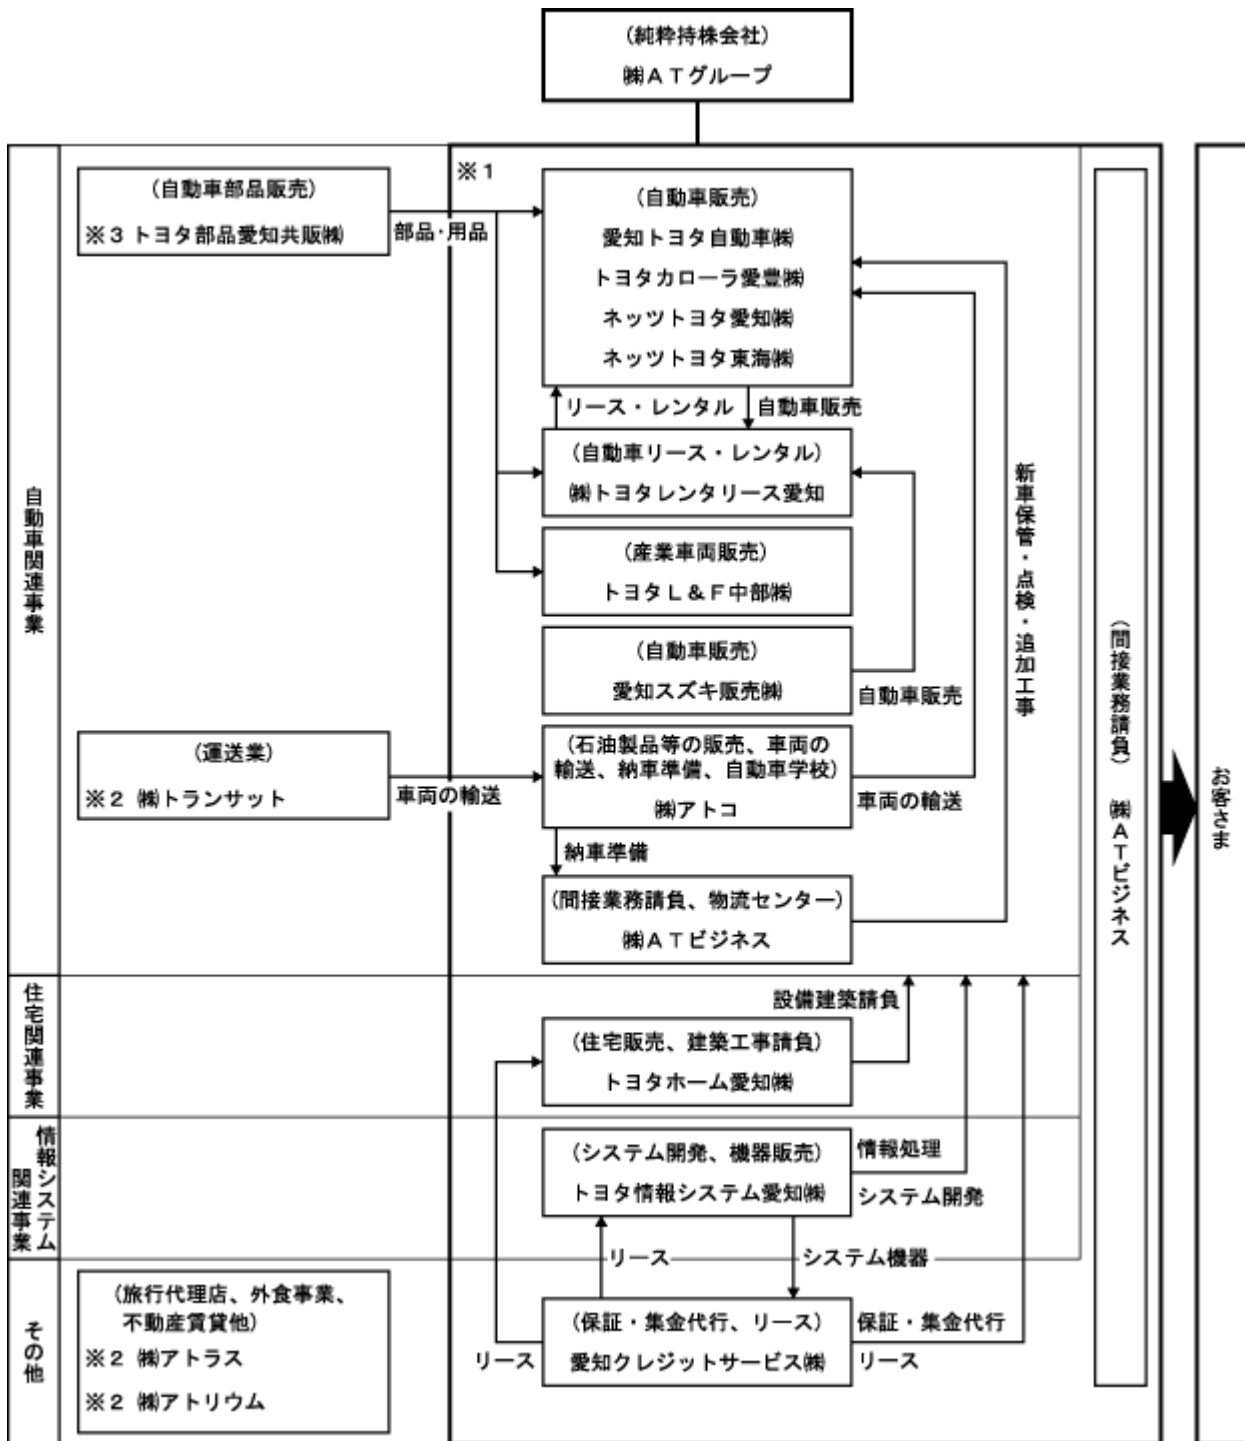 (純粋持株会社)
㈱ＡＴグループ
※１
(自動車部品販売)
※３ トヨタ部品愛知共販㈱
部品・用品
(自動車販売)
愛知トヨタ自動車㈱
トヨタカローラ愛豊㈱
ネッツトヨタ愛知㈱
ネッツトヨタ東海㈱
リース・レンタル
自動車販売
(自動車リース・レンタル)
㈱トヨタレンタリース愛知
(産業車両販売)
トヨタＬ＆Ｆ中部㈱
(自動車販売)
愛知スズキ販売㈱
自動車販売
自動車関連事業
(運送業)
※２ ㈱トランサット
車両の輸送
(石油製品等の販売、車両の
輸送、納車準備、自動車学校)
㈱アトコ
車両の輸送
納車準備
(間接業務請負、物流センター)
㈱ＡＴビジネス
新車保管・点検・追加工事
(間接業務請負) ㈱ＡＴビジネス
お客さま
住宅関連事業
設備建築請負
(住宅販売、建築工事請負)
トヨタホーム愛知㈱
情報システム
関連事業
(システム開発、機器販売)
トヨタ情報システム愛知㈱
情報処理
システム開発
リース
システム機器
その他
(旅行代理店、外食事業、
不動産賃貸他)
※２ ㈱アトラス
※２ ㈱アトリウム
リース
(保証・集金代行、リース)
愛知クレジットサービス㈱
保証・集金代行
リース